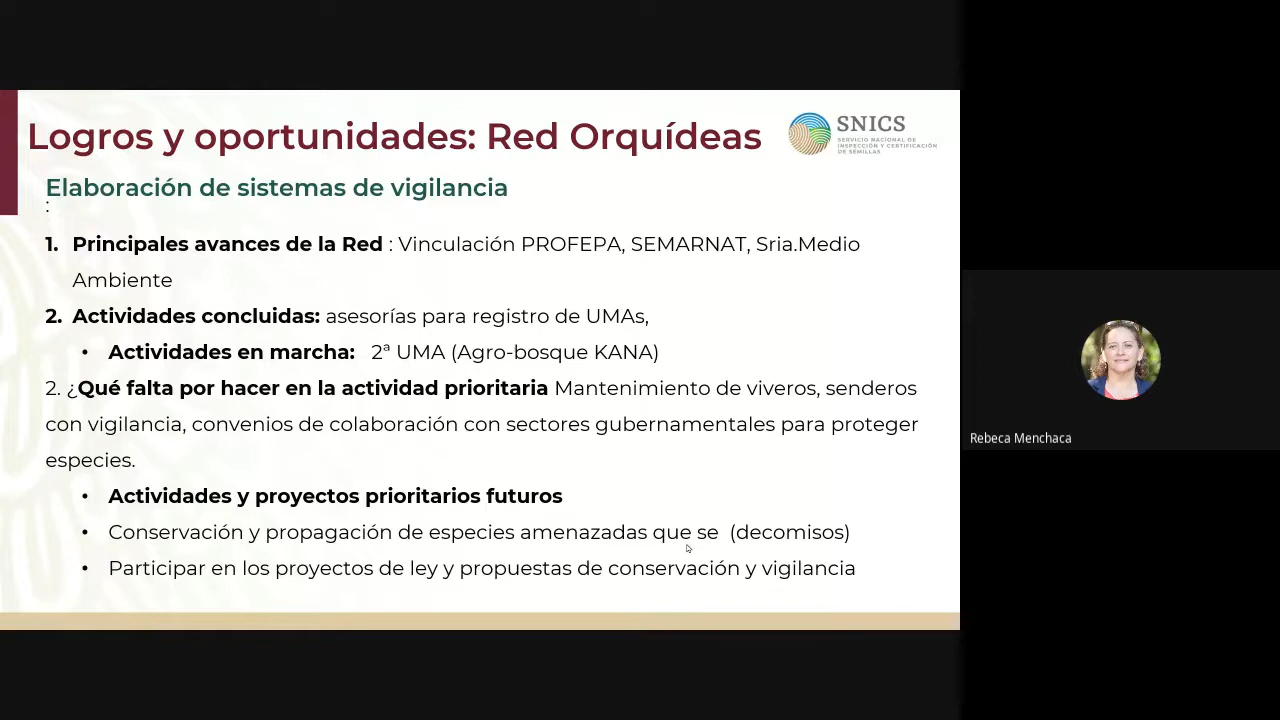 Logros y oportunidades: Red Orquídeas
SNICS
SERVICIO NACIONAL DE
INSPECCIÓN Y CERTIFICACIÓN
DE SEMILLAS
Elaboración de sistemas de vigilancia
:
1. Principales avances de la Red : Vinculación PROFEPA, SEMARNAT, Sria.Medio
Ambiente
2. Actividades concluidas: asesorías para registro de UMAs,
• Actividades en marcha: 2ª UMA (Agro-bosque KANA)
2. ¿Qué falta por hacer en la actividad prioritaria Mantenimiento de viveros, senderos
con vigilancia, convenios de colaboración con sectores gubernamentales para proteger
especies.
• Actividades y proyectos prioritarios futuros
• Conservación y propagación de especies amenazadas que se (decomisos)
• Participar en los proyectos de ley y propuestas de conservación y vigilancia
Rebeca Menchaca